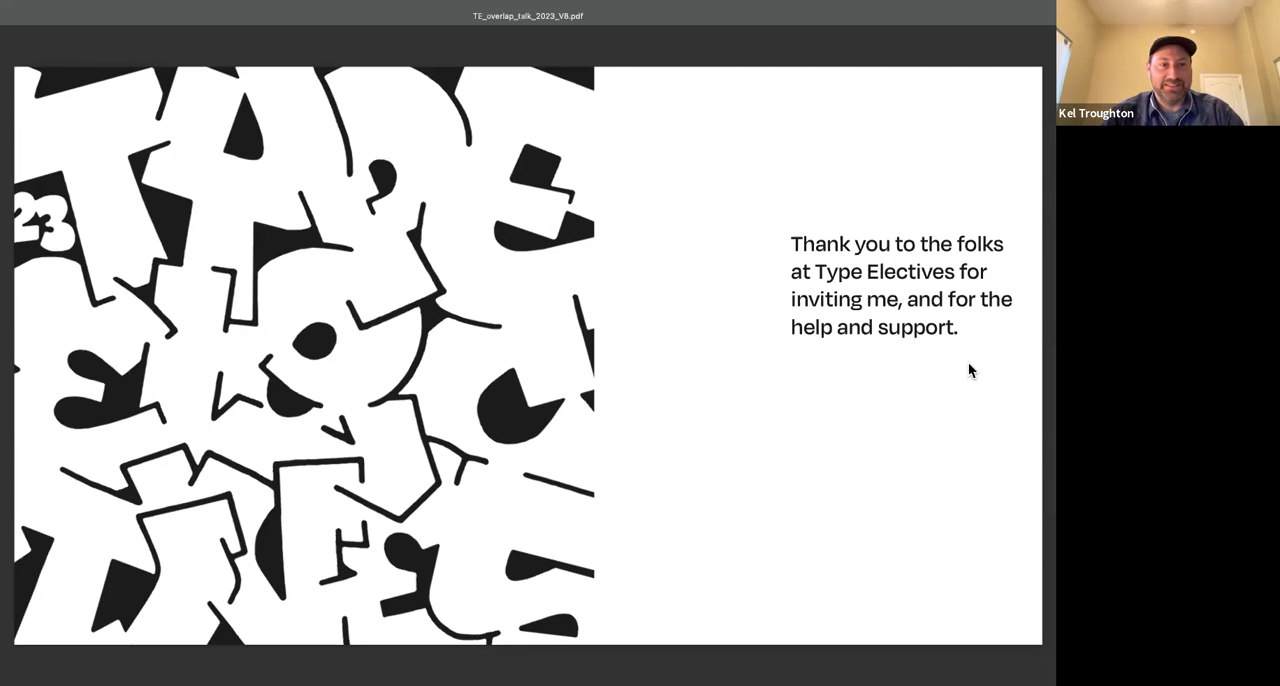 TE_overlap_talk_2023_V8.pdf
Kel Troughton
23
Thank you to the folks
at Type Electives for
inviting me, and for the
help and support.